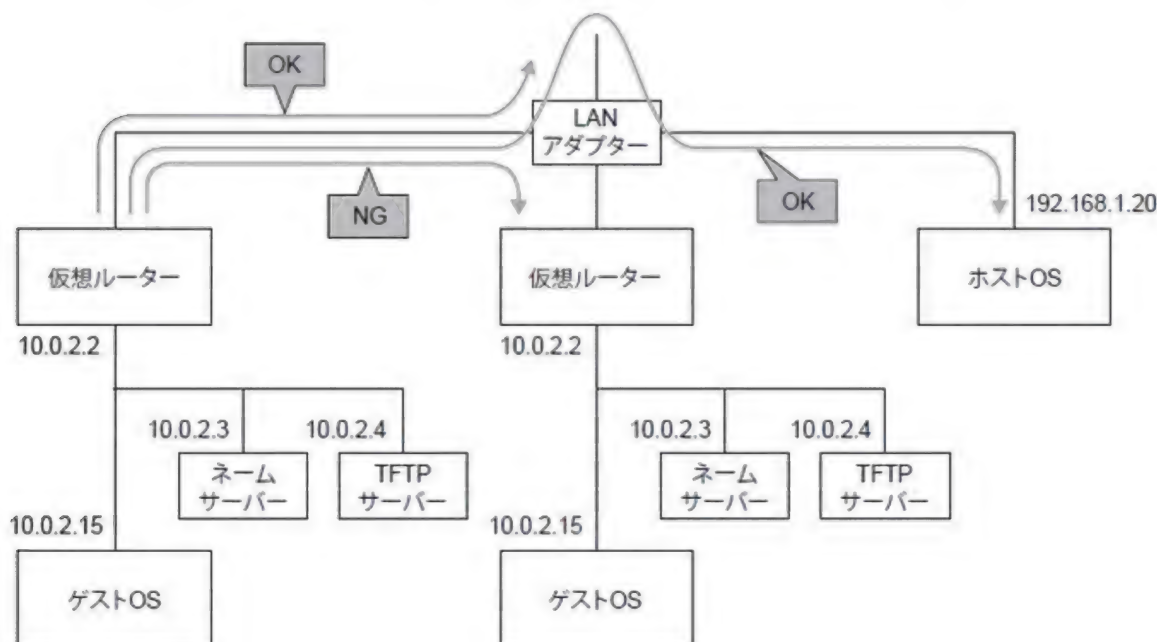 OK
LAN
アダプター
NG
OK
192.168.1.20
仮想ルーター
仮想ルーター
ホストOS
10.0.2.2
10.0.2.2
10.0.2.3
10.0.2.4
10.0.2.3
10.0.2.4
ネーム
サーバー
TFTP
サーバー
ネーム
サーバー
TFTP
サーバー
10.0.2.15
10.0.2.15
ゲストOS
ゲストOS